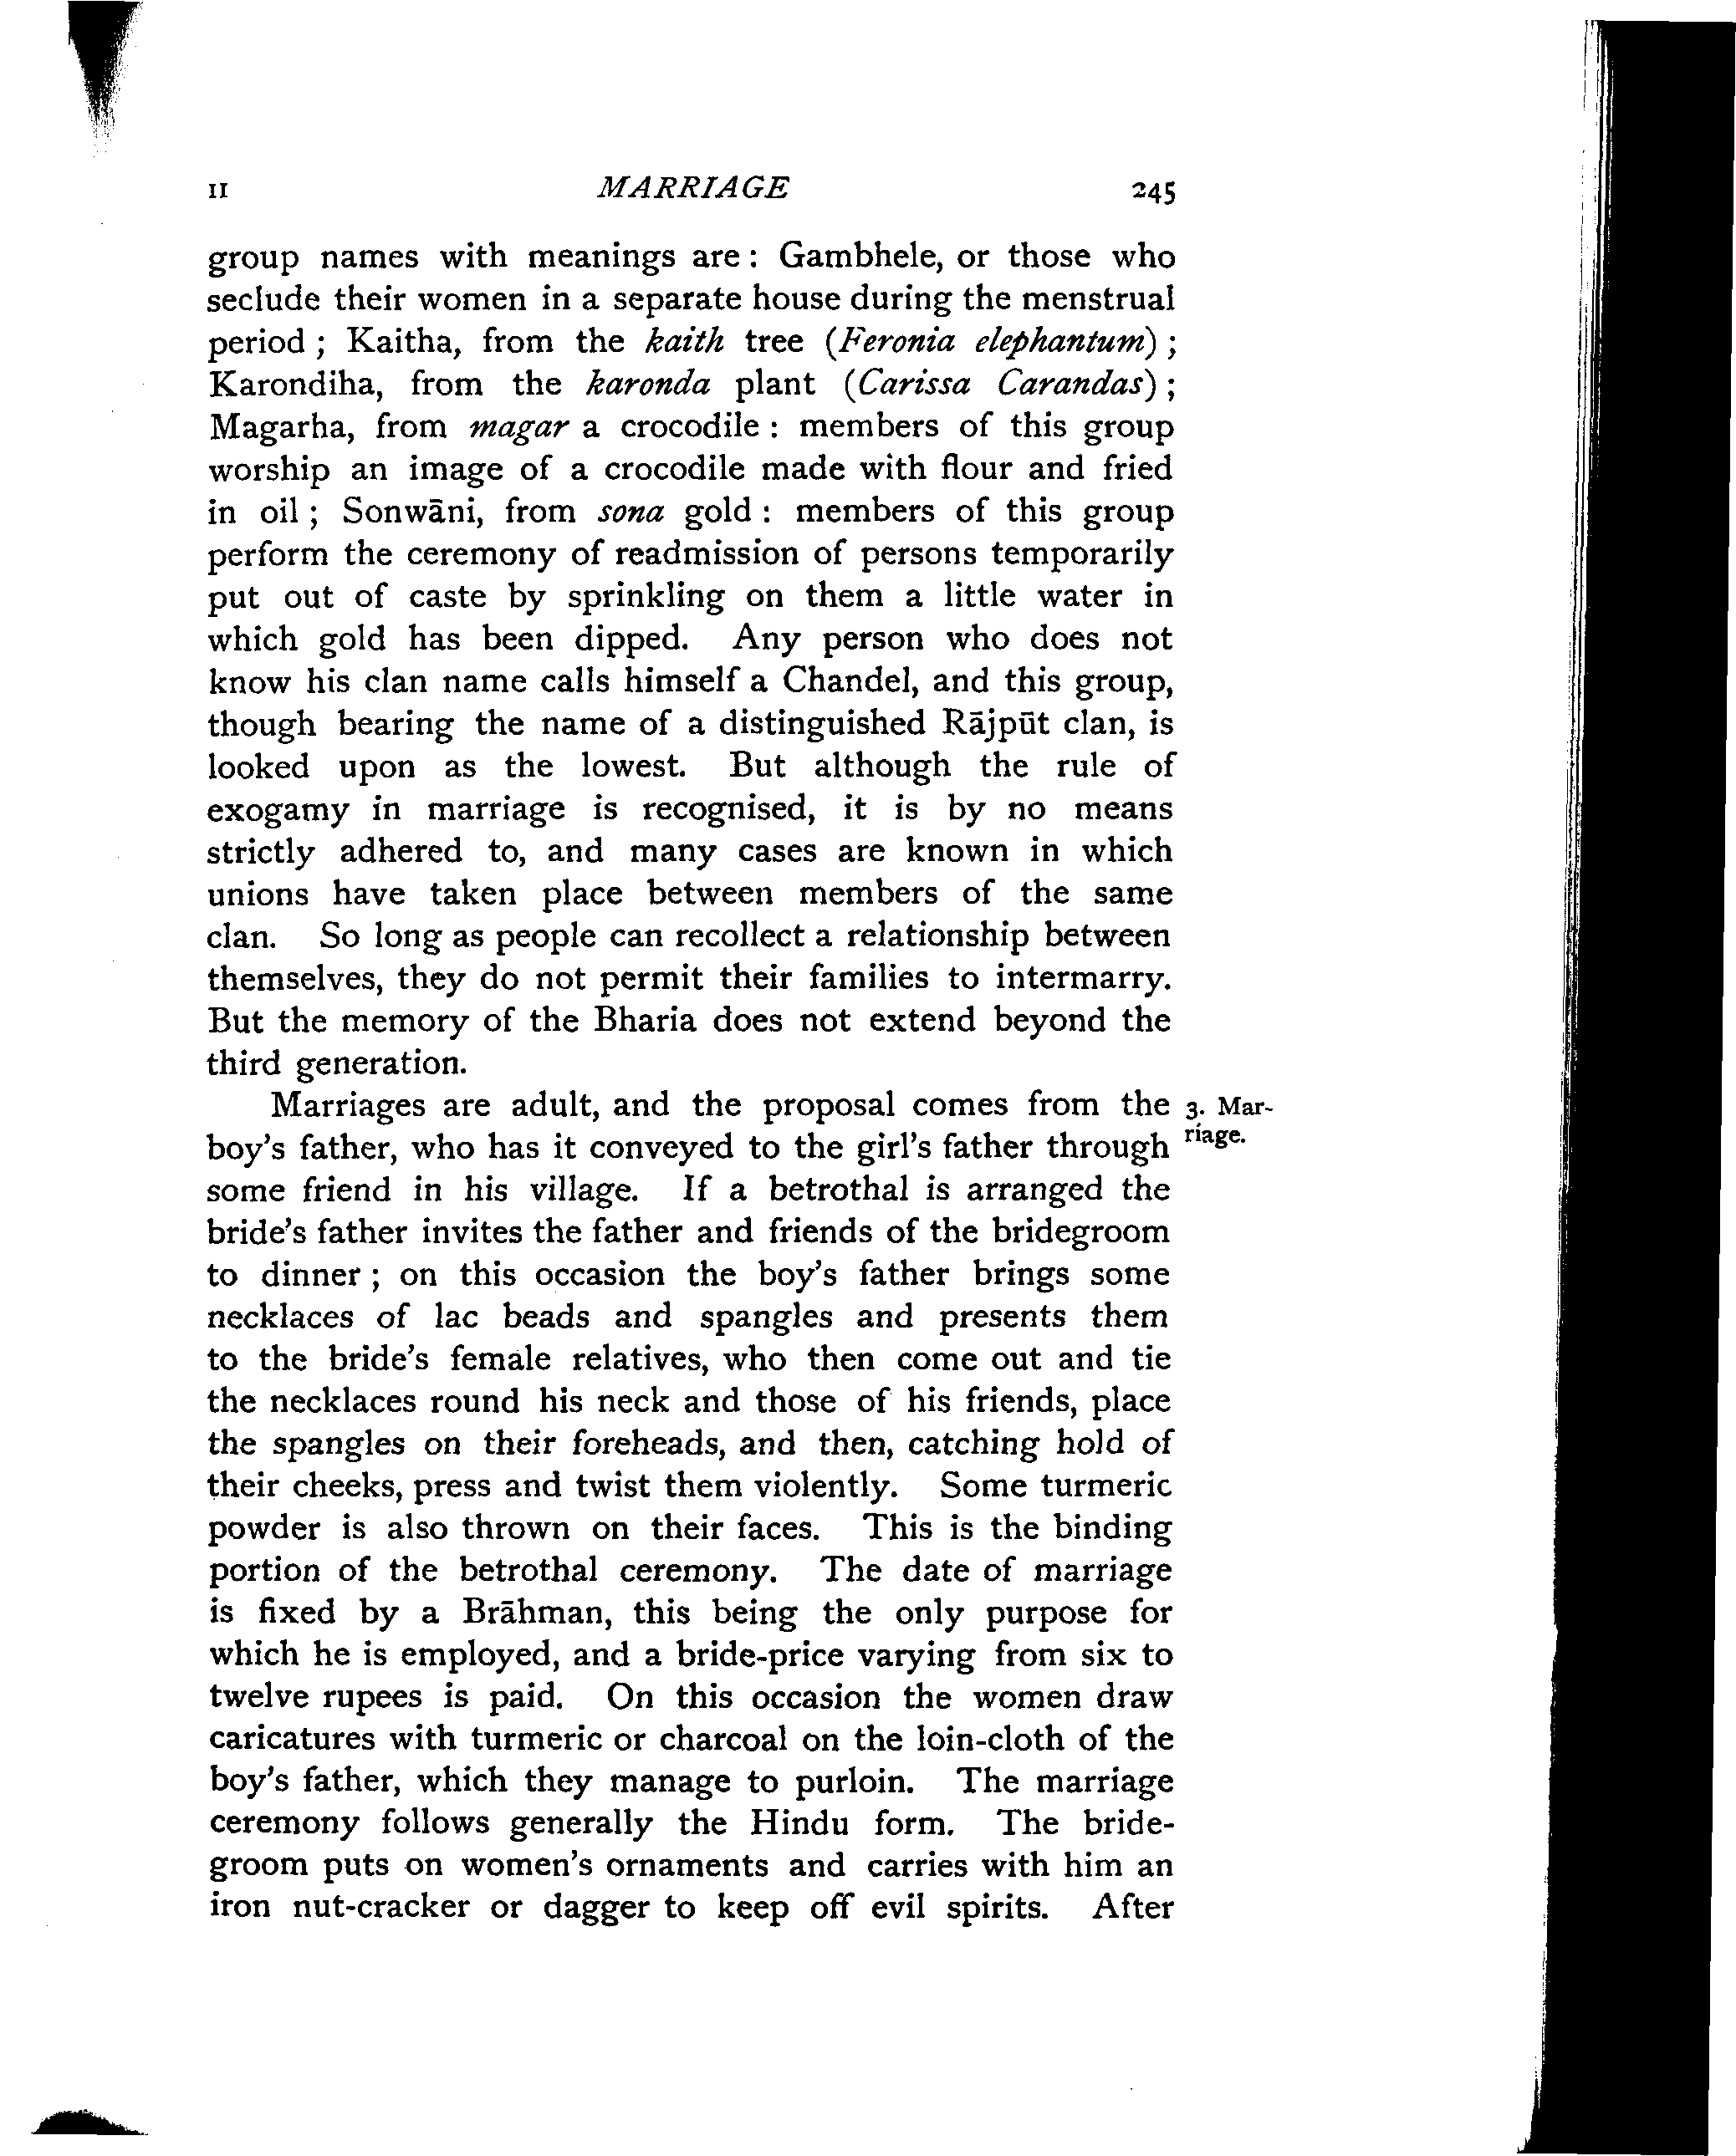 II MARRIAGE 245
group names with meanings are : Gambhele, or those who
seclude their women in a separate house during the menstrual
period ; Kaitha, from the kaith tree (Feronia elephantum) ;
Karondiha, from the karonda plant (Carissa Carandas) ;
Magarha, from magar a crocodile : members of this group
worship an image of a crocodile made with flour and fried
in oil ; Sonwāni, from sona gold : members of this group
perform the ceremony of readmission of persons temporarily
put out of caste by sprinkling on them a little water in
which gold has been dipped. Any person who does not
know his clan name calls himself a Chandel, and this group,
though bearing the name of a distinguished Rājpūt clan, is
looked upon as the lowest. But although the rule of
exogamy in marriage is recognised, it is by no means
strictly adhered to, and many cases are known in which
unions have taken place between members of the same
clan. So long as people can recollect a relationship between
themselves, they do not permit their families to intermarry.
But the memory of the Bharia does not extend beyond the
third generation.
Marriages are adult, and the proposal comes from the 3. Mar-
boy's father, who has it conveyed to the girl's father through riage.
some friend in his village. If a betrothal is arranged the
bride's father invites the father and friends of the bridegroom
to dinner ; on this occasion the boy's father brings some
necklaces of lac beads and spangles and presents them
to the bride's female relatives, who then come out and tie
the necklaces round his neck and those of his friends, place
the spangles on their foreheads, and then, catching hold of
their cheeks, press and twist them violently. Some turmeric
powder is also thrown on their faces. This is the binding
portion of the betrothal ceremony. The date of marriage
is fixed by a Brāhman, this being the only purpose for
which he is employed, and a bride-price varying from six to
twelve rupees is paid. On this occasion the women draw
caricatures with turmeric or charcoal on the loin-cloth of the
boy's father, which they manage to purloin. The marriage
ceremony follows generally the Hindu form. The bride-
groom puts on women's ornaments and carries with him an
iron nut-cracker or dagger to keep off evil spirits. After